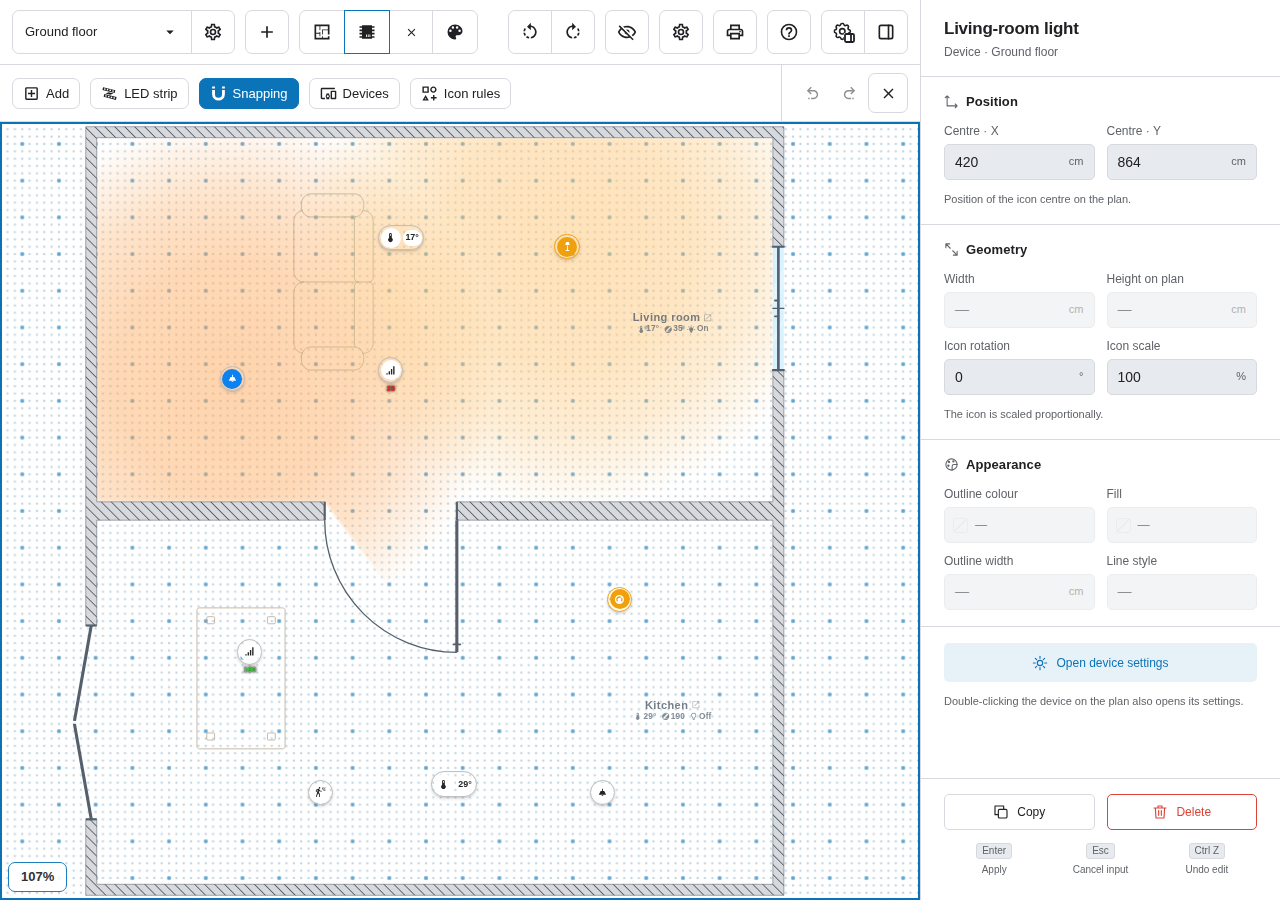 Ground floor
Add
LED strip
Snapping
Devices
Icon rules
17°
Living room
17° 35 On
Kitchen
29° 190 Off
29°
107%
Living-room light
Device · Ground floor
Position
Centre · X
Centre · Y
420 cm
864 cm
Position of the icon centre on the plan.
Geometry
Width
Height on plan
— cm
— cm
Icon rotation
Icon scale
0 °
100 %
The icon is scaled proportionally.
Appearance
Outline colour
Fill
—
—
Outline width
Line style
— cm
—
Open device settings
Double-clicking the device on the plan also opens its settings.
Copy
Delete
Enter
Esc
Ctrl Z
Apply
Cancel input
Undo edit